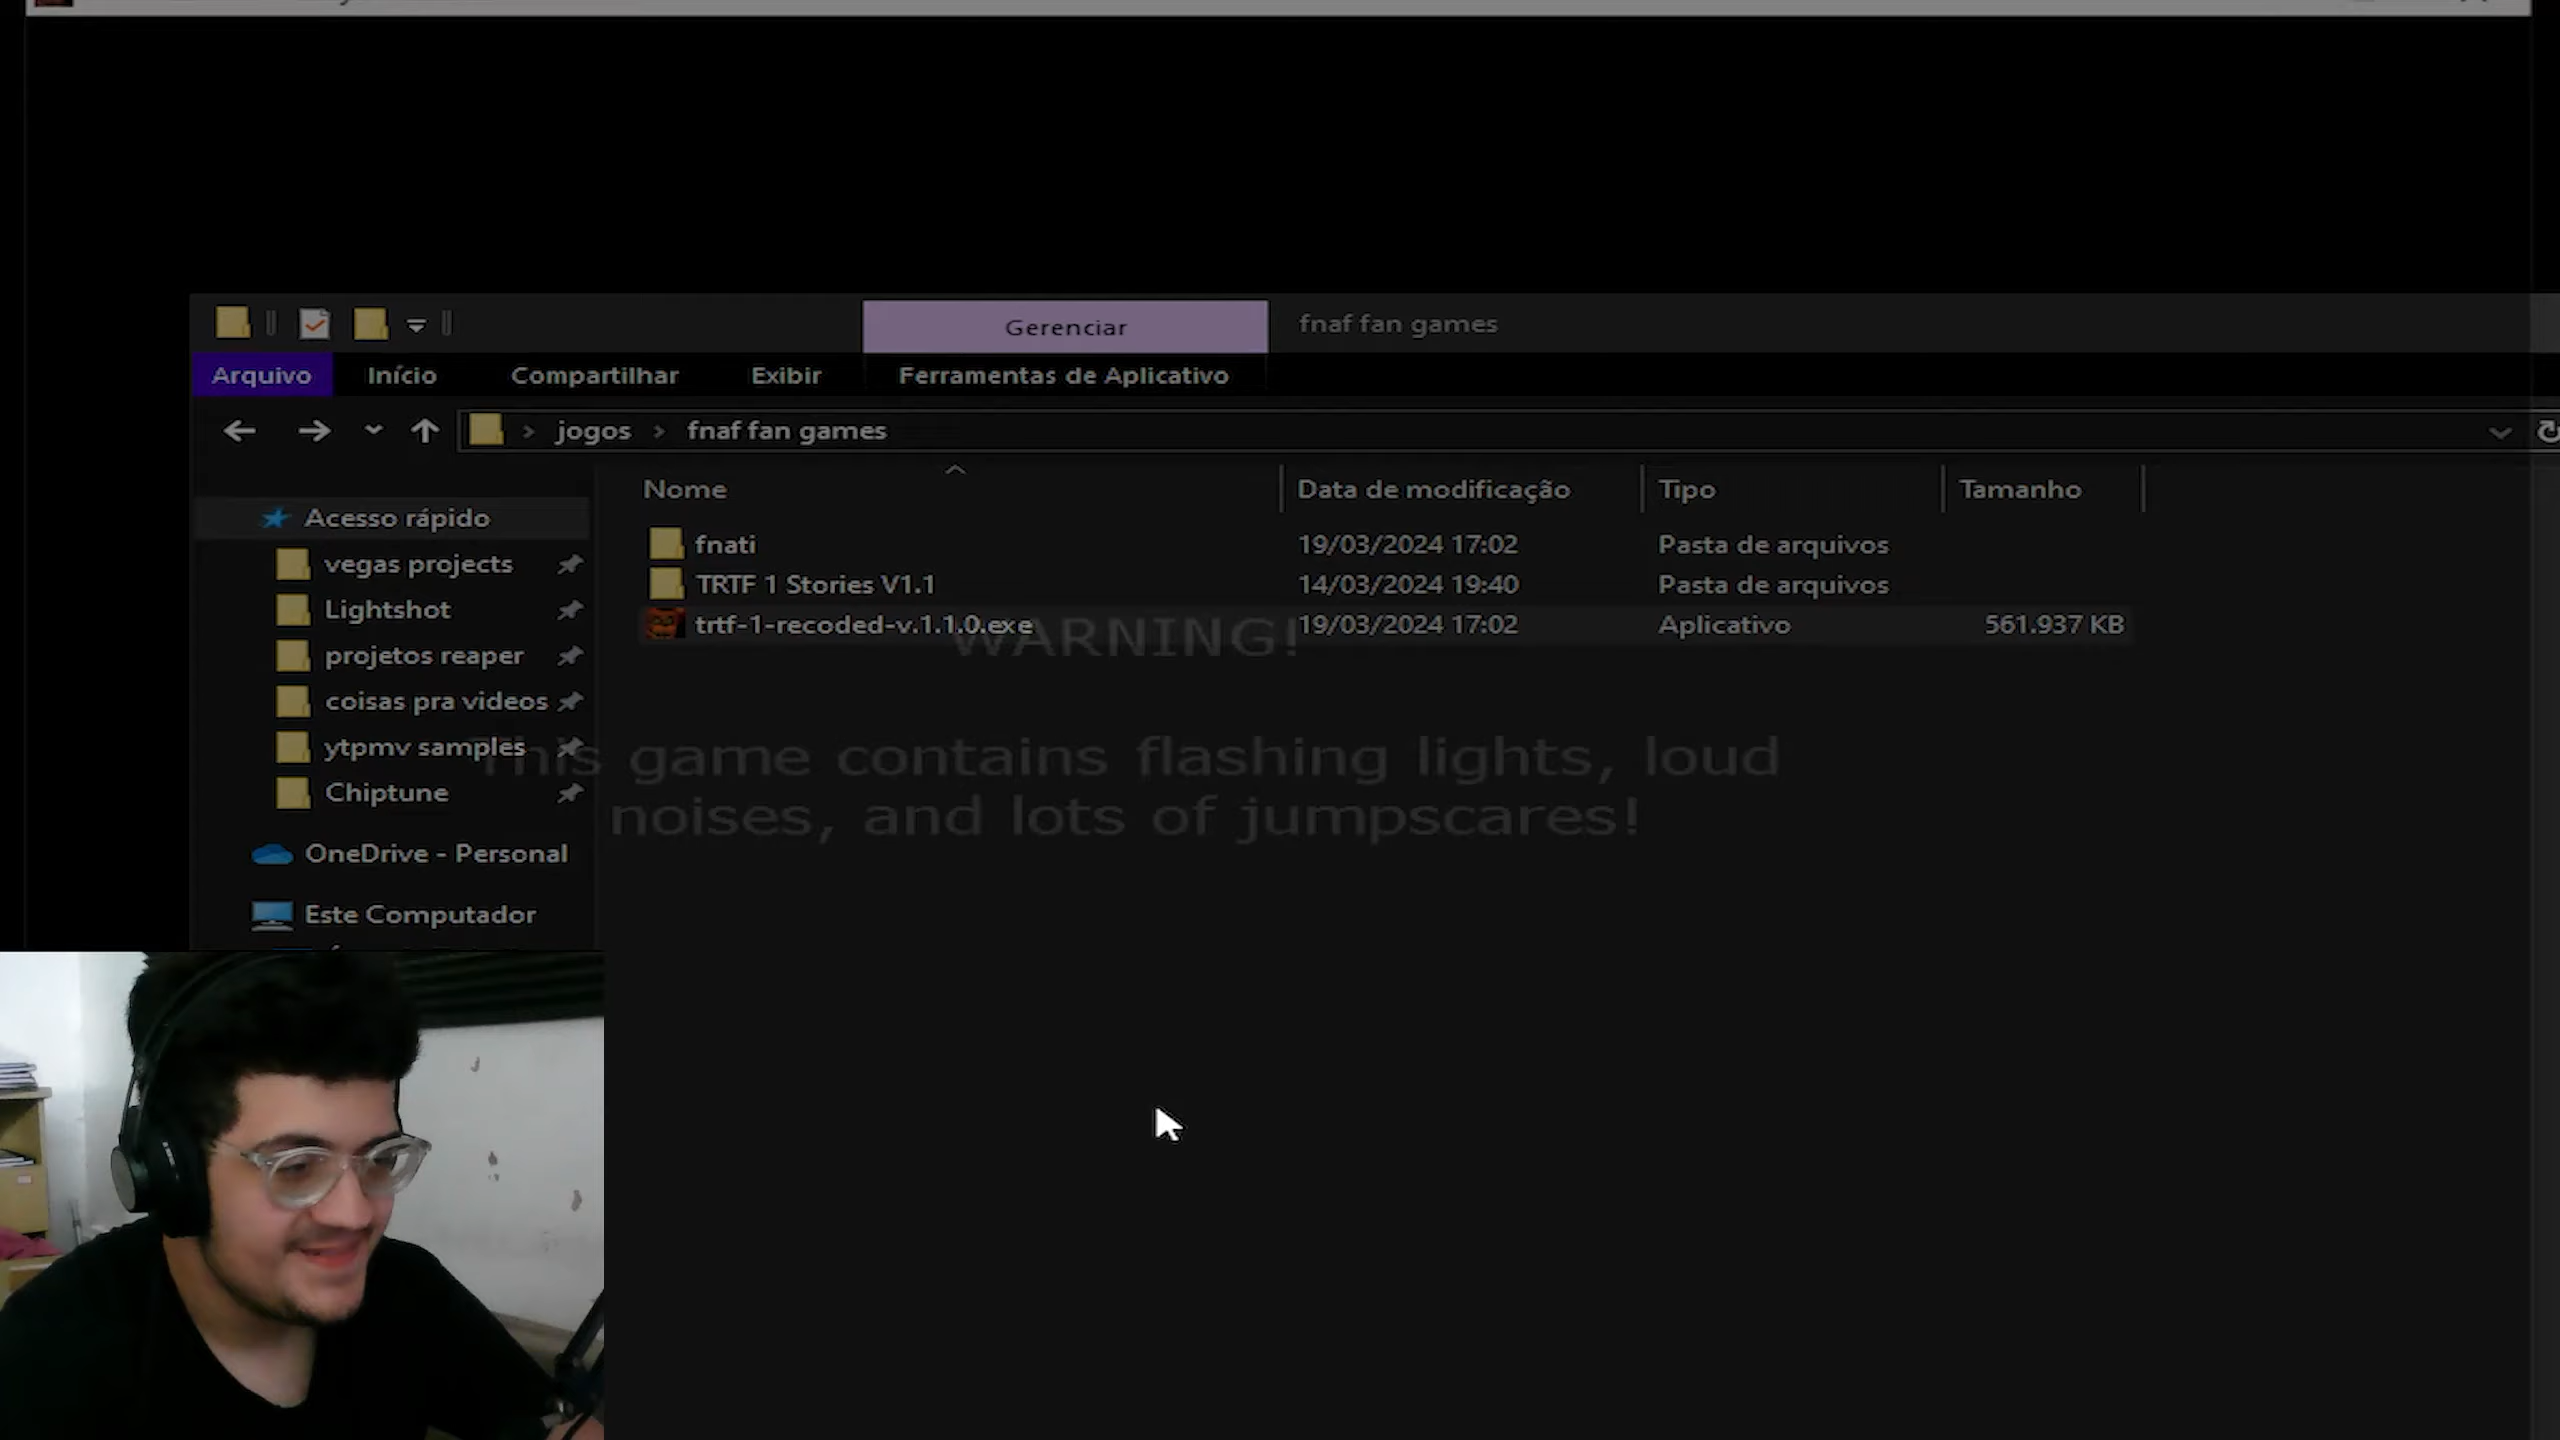 Gerenciar
fnaf fan games
Arquivo
Início
Compartilhar
Exibir
Ferramentas de Aplicativo
jogos > fnaf fan games
Nome
Data de modificação
Tipo
Tamanho
Acesso rápido
vegas projects
Lightshot
projetos reaper
coisas pra videos
ytpmv samples
Chiptune
OneDrive - Personal
Este Computador
fnati 19/03/2024 17:02 Pasta de arquivos
TRTF 1 Stories V1.1 14/03/2024 19:40 Pasta de arquivos
trtf-1-recoded-v.1.1.0.exe 19/03/2024 17:02 Aplicativo 561.937 KB
WARNING!
This game contains flashing lights, loud
noises, and lots of jumpscares!